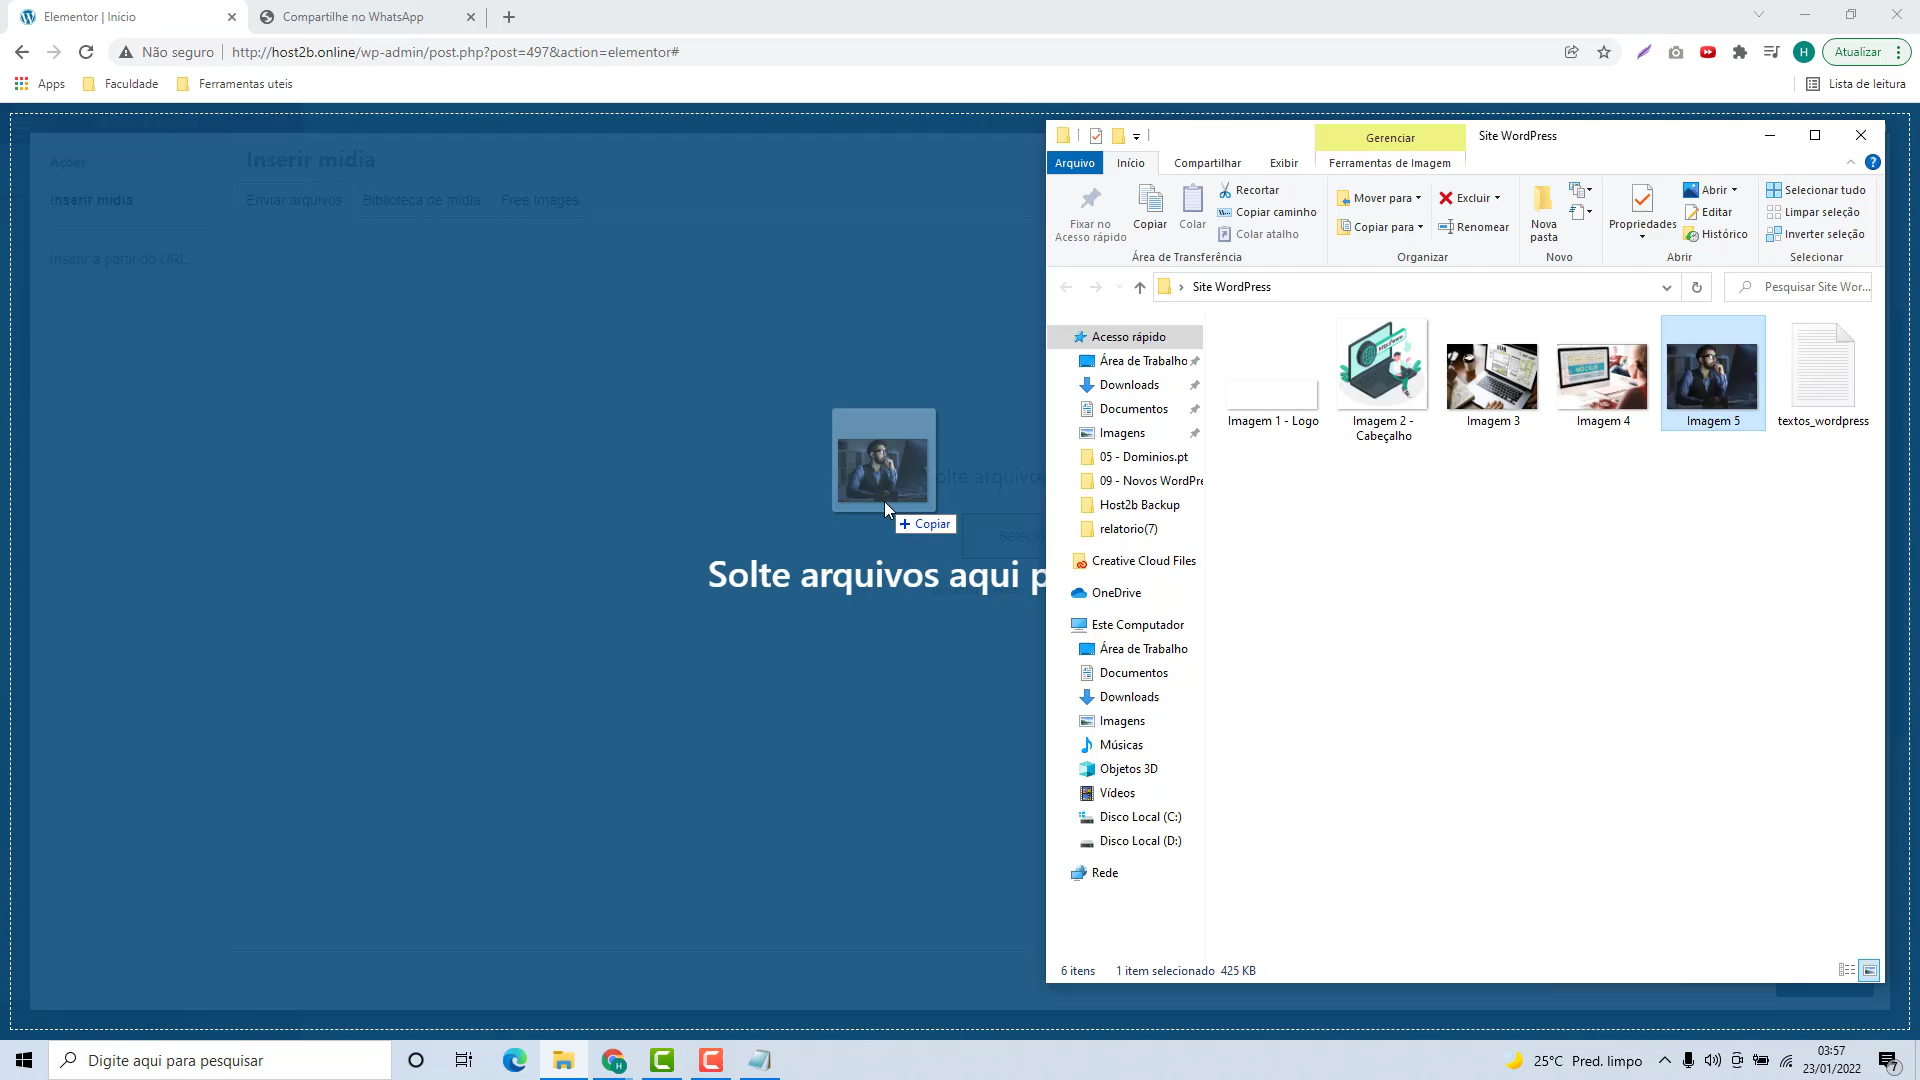 Elementor | Inicio
Compartilhe no WhatsApp
Não seguro
http://host2b.online/wp-admin/post.php?post=497&action=elementor#
H
Atualizar
Apps
Faculdade
Ferramentas uteis
Lista de leitura
Ações
Inserir mídia
Inserir mídia
Enviar arquivos
Biblioteca de mídia
Free Images
Inserir a partir do URL
Copiar
Solte arquivos aqui p
Gerenciar
Site WordPress
Arquivo
Início
Compartilhar
Exibir
Ferramentas de Imagem
Fixar no
Acesso rápido
Copiar
Colar
Recortar
Copiar caminho
Colar atalho
Área de Transferência
Mover para
Copiar para
Excluir
Renomear
Organizar
Nova
pasta
Novo
Propriedades
Abrir
Editar
Histórico
Abrir
Selecionar tudo
Limpar seleção
Inverter seleção
Selecionar
Site WordPress
Pesquisar Site Wor...
Acesso rápido
Área de Trabalho
Downloads
Documentos
Imagens
05 - Dominios.pt
09 - Novos WordPre
Host2b Backup
relatorio(7)
Creative Cloud Files
OneDrive
Este Computador
Área de Trabalho
Documentos
Downloads
Imagens
Músicas
Objetos 3D
Vídeos
Disco Local (C:)
Disco Local (D:)
Rede
MOCKUP
Imagem 1 - Logo
Imagem 2 -
Cabeçalho
Imagem 3
Imagem 4
Imagem 5
textos_wordpress
6 itens
1 item selecionado 425 KB
Digite aqui para pesquisar
25°C Pred. limpo
03:57
23/01/2022
7